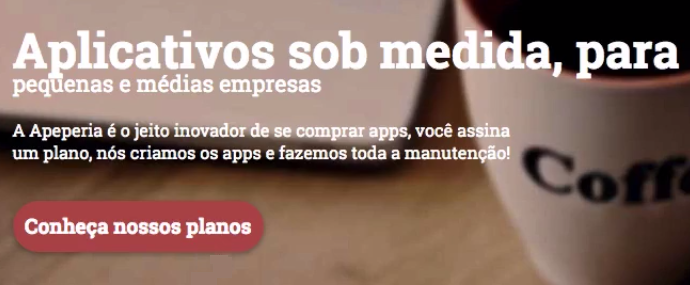 Aplicativos sob medida, para
pequenas e médias empresas
A Apeperia é o jeito inovador de se comprar apps, você assina
um plano, nós criamos os apps e fazemos toda a manutenção!
Conheça nossos planos